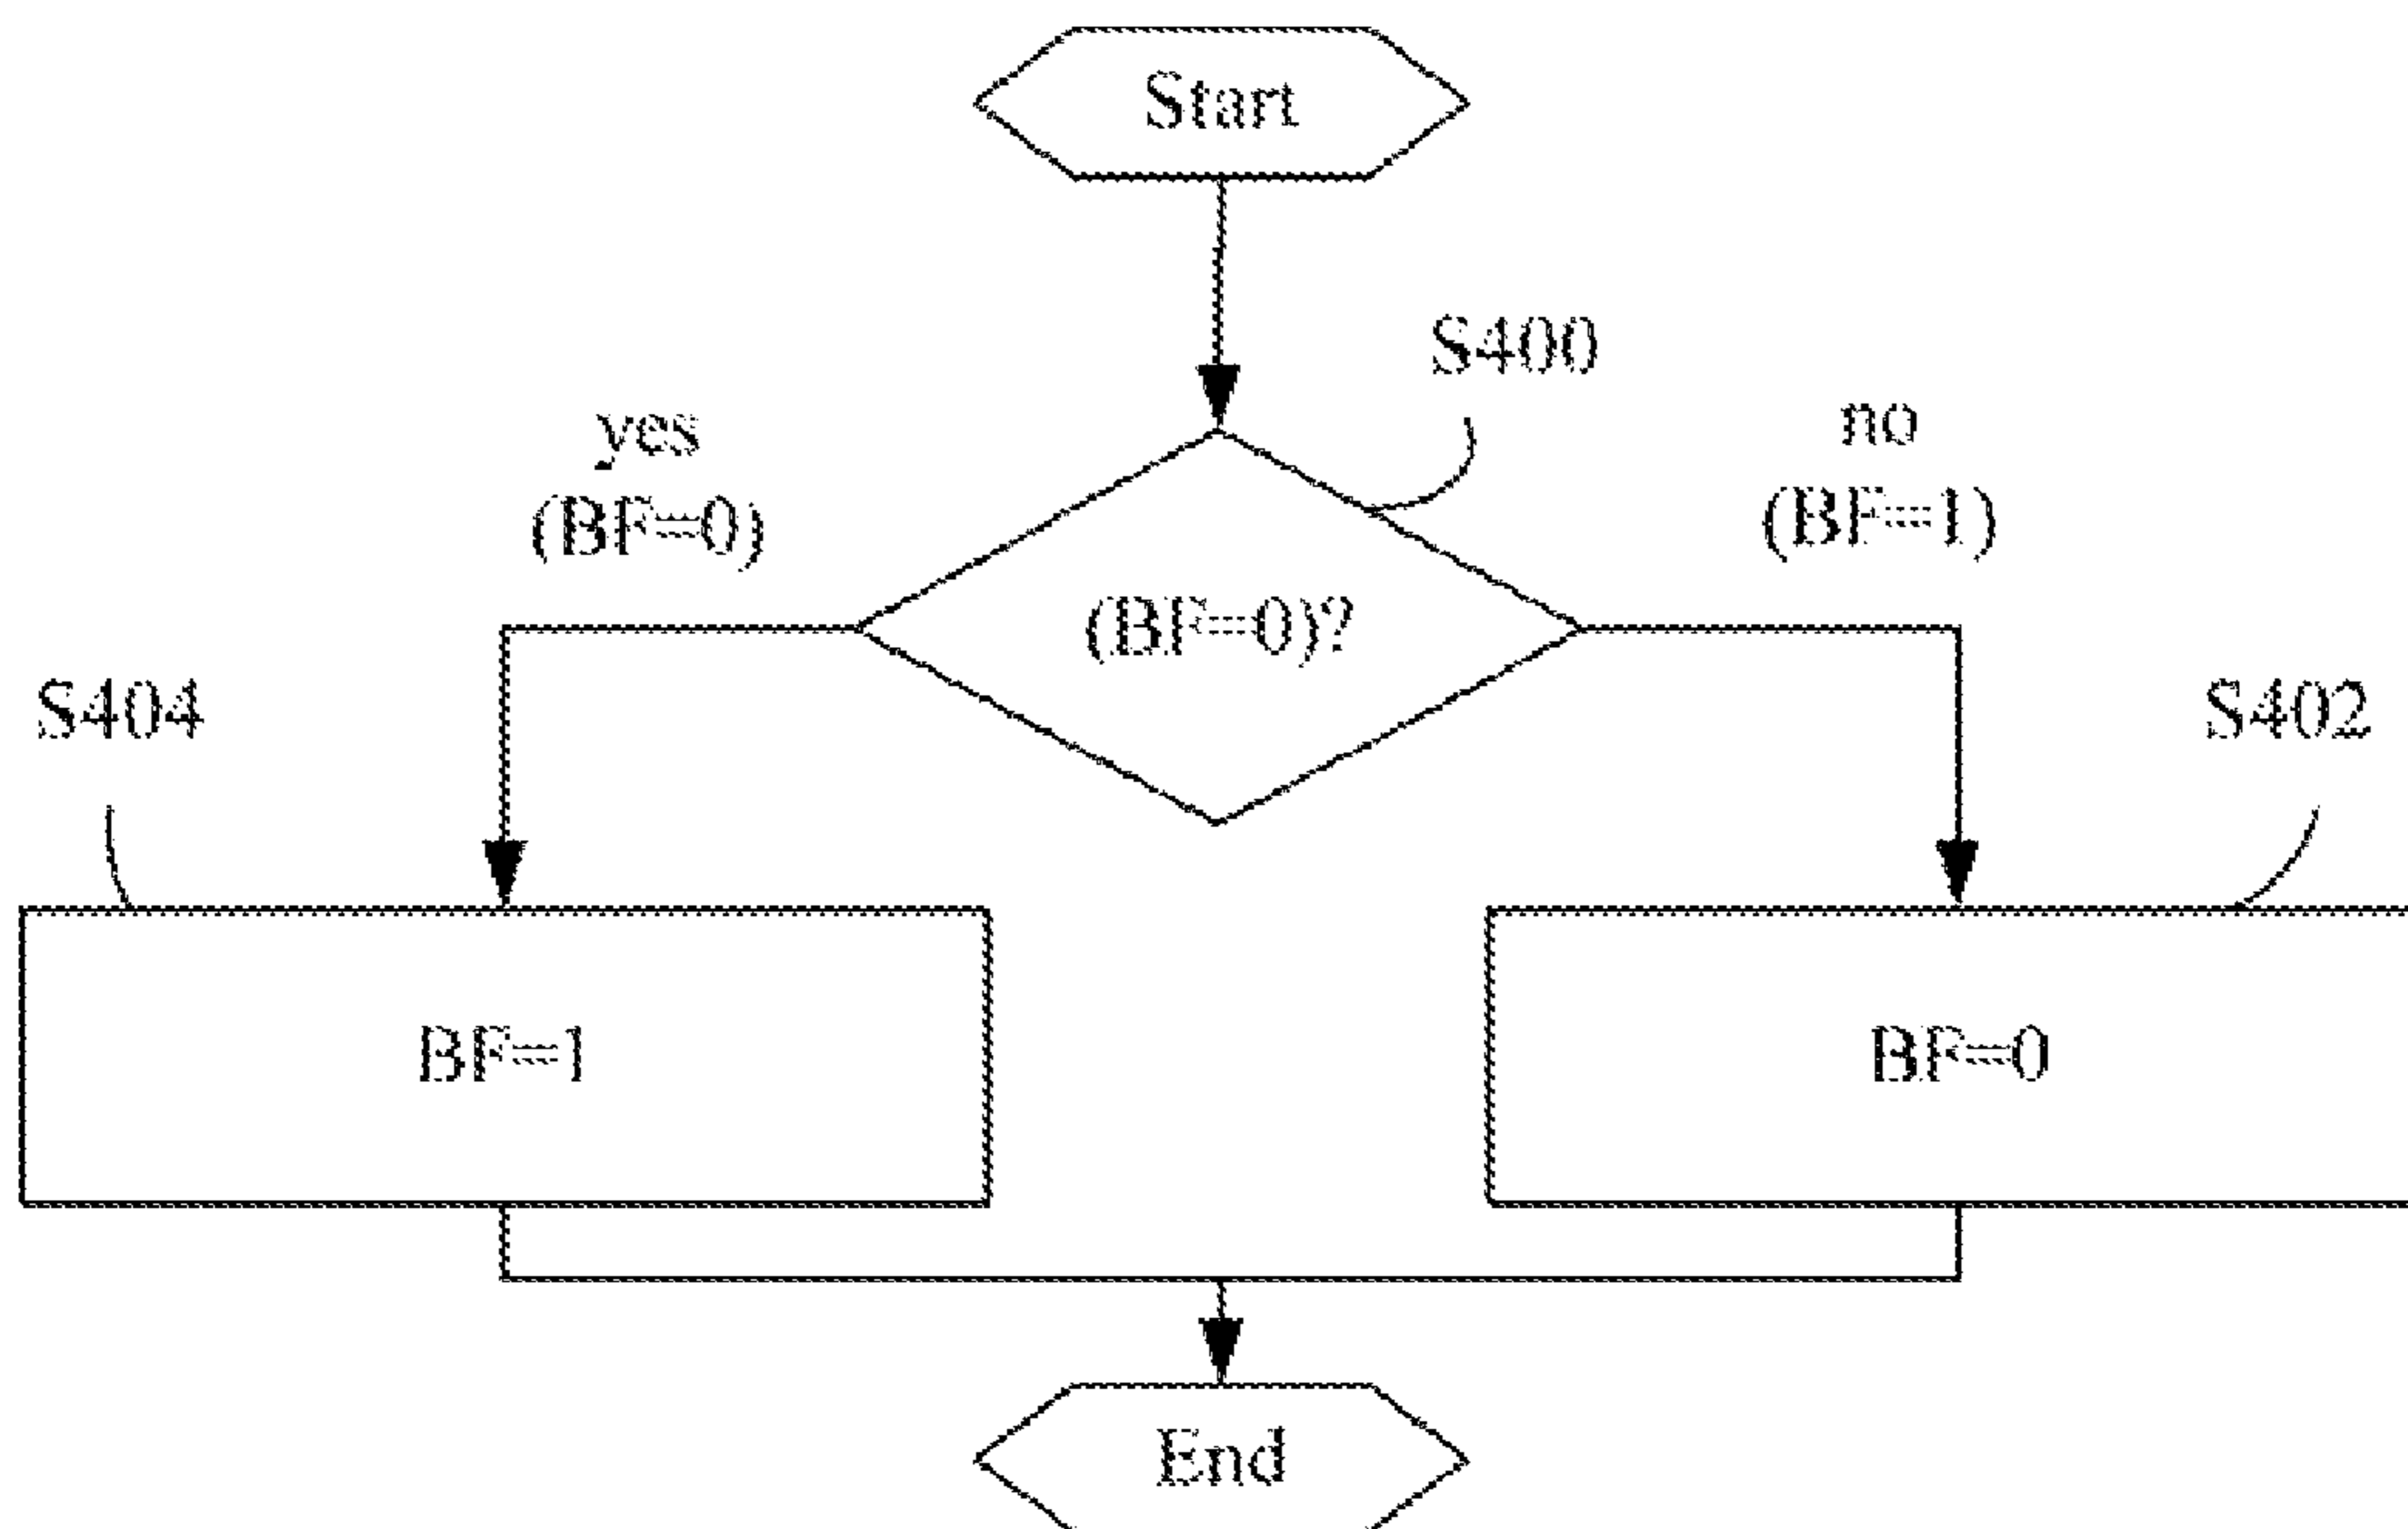 Start
S400
yes
(BF=0)
no
(BF=1)
(BF=0)?
S404
S402
BF=1
BF=0
End